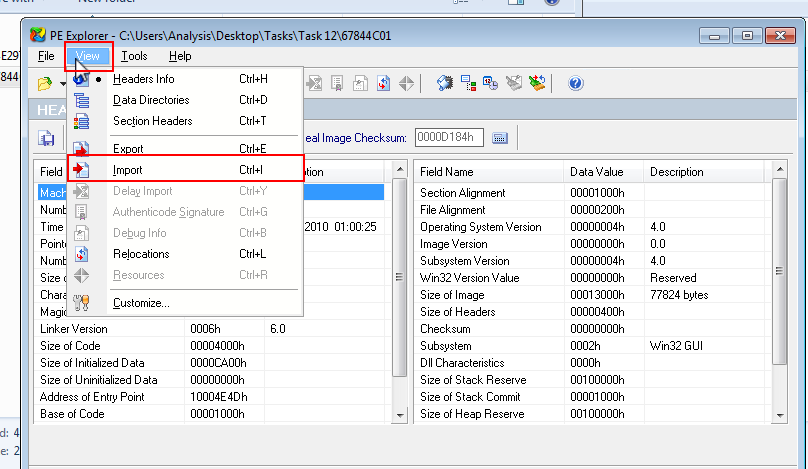 New folder
PE Explorer - C:\Users\Analysis\Desktop\Tasks\Task 12\67844C01
-E297
7844
File View Tools Help
Headers Info Ctrl+H
Data Directories Ctrl+D
Section Headers Ctrl+T
Export Ctrl+E
Import Ctrl+I
Delay Import Ctrl+Y
Authenticode Signature Ctrl+G
Debug Info Ctrl+B
Relocations Ctrl+L
Resources Ctrl+R
Customize...
HEA
eal Image Checksum: 0000D184h
Field
tion
Mach
Numb
Time 2010 01:00:25
Pointe
Numb
Size o
Chara
Magic
Linker Version 0006h 6.0
Size of Code 00004000h
Size of Initialized Data 0000CA00h
Size of Uninitialized Data 00000000h
Address of Entry Point 10004E4Dh
Base of Code 00001000h
Field Name Data Value Description
Section Alignment 00001000h
File Alignment 00000200h
Operating System Version 00000004h 4.0
Image Version 00000000h 0.0
Subsystem Version 00000004h 4.0
Win32 Version Value 00000000h Reserved
Size of Image 00013000h 77824 bytes
Size of Headers 00000400h
Checksum 00000000h
Subsystem 0002h Win32 GUI
Dll Characteristics 0000h
Size of Stack Reserve 00100000h
Size of Stack Commit 00001000h
Size of Heap Reserve 00100000h
d: 4
e: 2